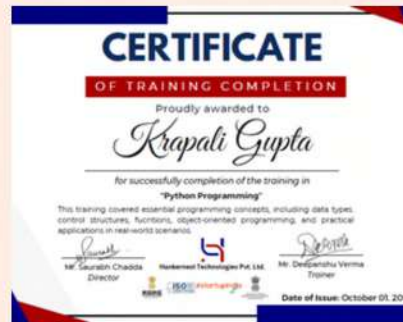 CERTIFICATE
OF TRAINING COMPLETION
Proudly awarded to
Krapali Gupta
for successfully completion of the training in
"Python Programming"
This training covered essential programming concepts, including data types,
control structures, functions, object-oriented programming, and practical
applications in real-world scenarios.
Mr. Saurabh Chadda
Director
Technologies Pvt. Ltd.
Mr. Deepanshu Verma
Trainer
ISO
#startupindia
Date of Issue: October 01, 20